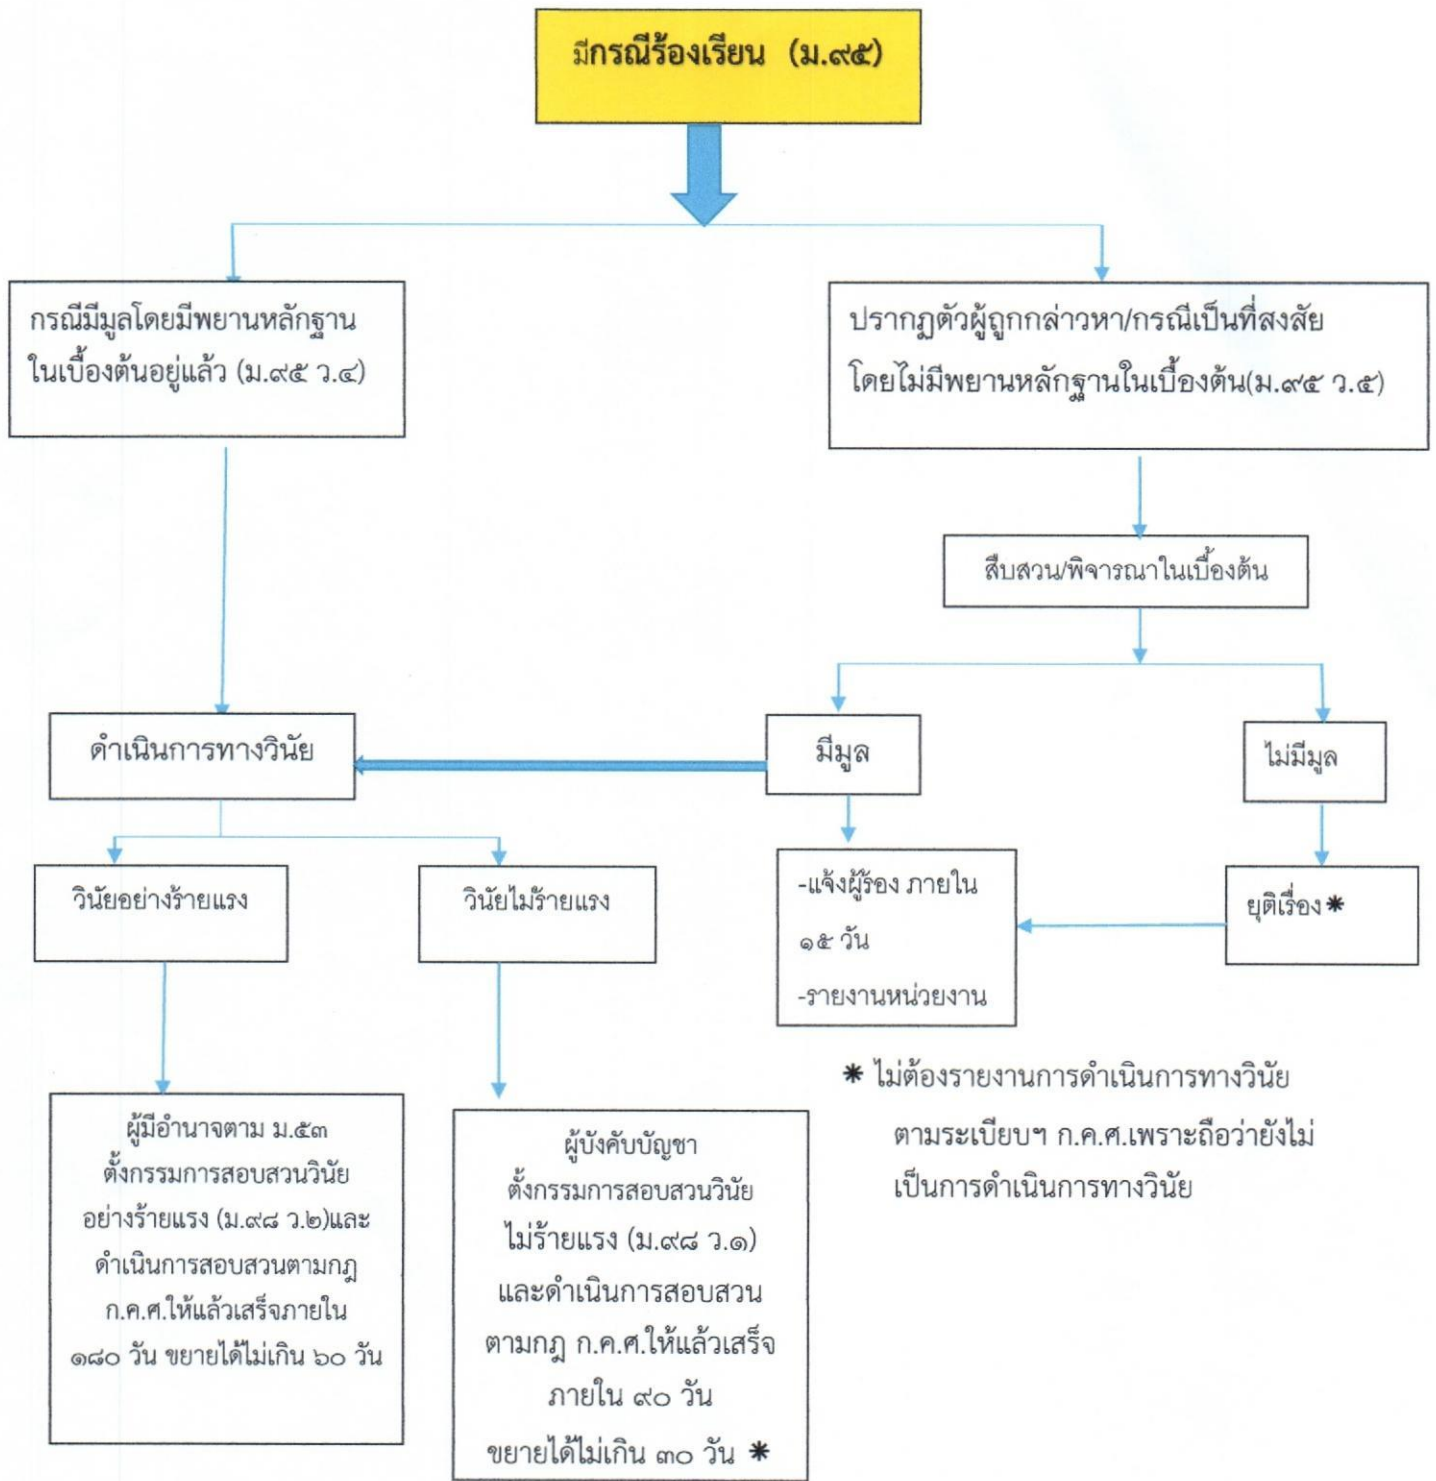 มีกรณีร้องเรียน (ม.๙๕)
กรณีมีมูลโดยมีพยานหลักฐาน
ในเบื้องต้นอยู่แล้ว (ม.๙๕ ว.๔)
ปรากฏตัวผู้ถูกกล่าวหา/กรณีเป็นที่สงสัย
โดยไม่มีพยานหลักฐานในเบื้องต้น(ม.๙๕ ว.๕)
สืบสวน/พิจารณาในเบื้องต้น
ดำเนินการทางวินัย
มีมูล
ไม่มีมูล
วินัยอย่างร้ายแรง
วินัยไม่ร้ายแรง
-แจ้งผู้ร้อง ภายใน
๑๕ วัน
-รายงานหน่วยงาน
ยุติเรื่อง*
* ไม่ต้องรายงานการดำเนินการทางวินัย
ตามระเบียบฯ ก.ค.ศ.เพราะถือว่ายังไม่
เป็นการดำเนินการทางวินัย
ผู้มีอำนาจตาม ม.๕๓
ตั้งกรรมการสอบสวนวินัย
อย่างร้ายแรง (ม.๙๘ ว.๒)และ
ดำเนินการสอบสวนตามกฎ
ก.ค.ศ.ให้แล้วเสร็จภายใน
๑๘๐ วัน ขยายได้ไม่เกิน ๖๐ วัน
ผู้บังคับบัญชา
ตั้งกรรมการสอบสวนวินัย
ไม่ร้ายแรง (ม.๙๘ ว.๑)
และดำเนินการสอบสวน
ตามกฎ ก.ค.ศ.ให้แล้วเสร็จ
ภายใน ๙๐ วัน
ขยายได้ไม่เกิน ๓๐ วัน *